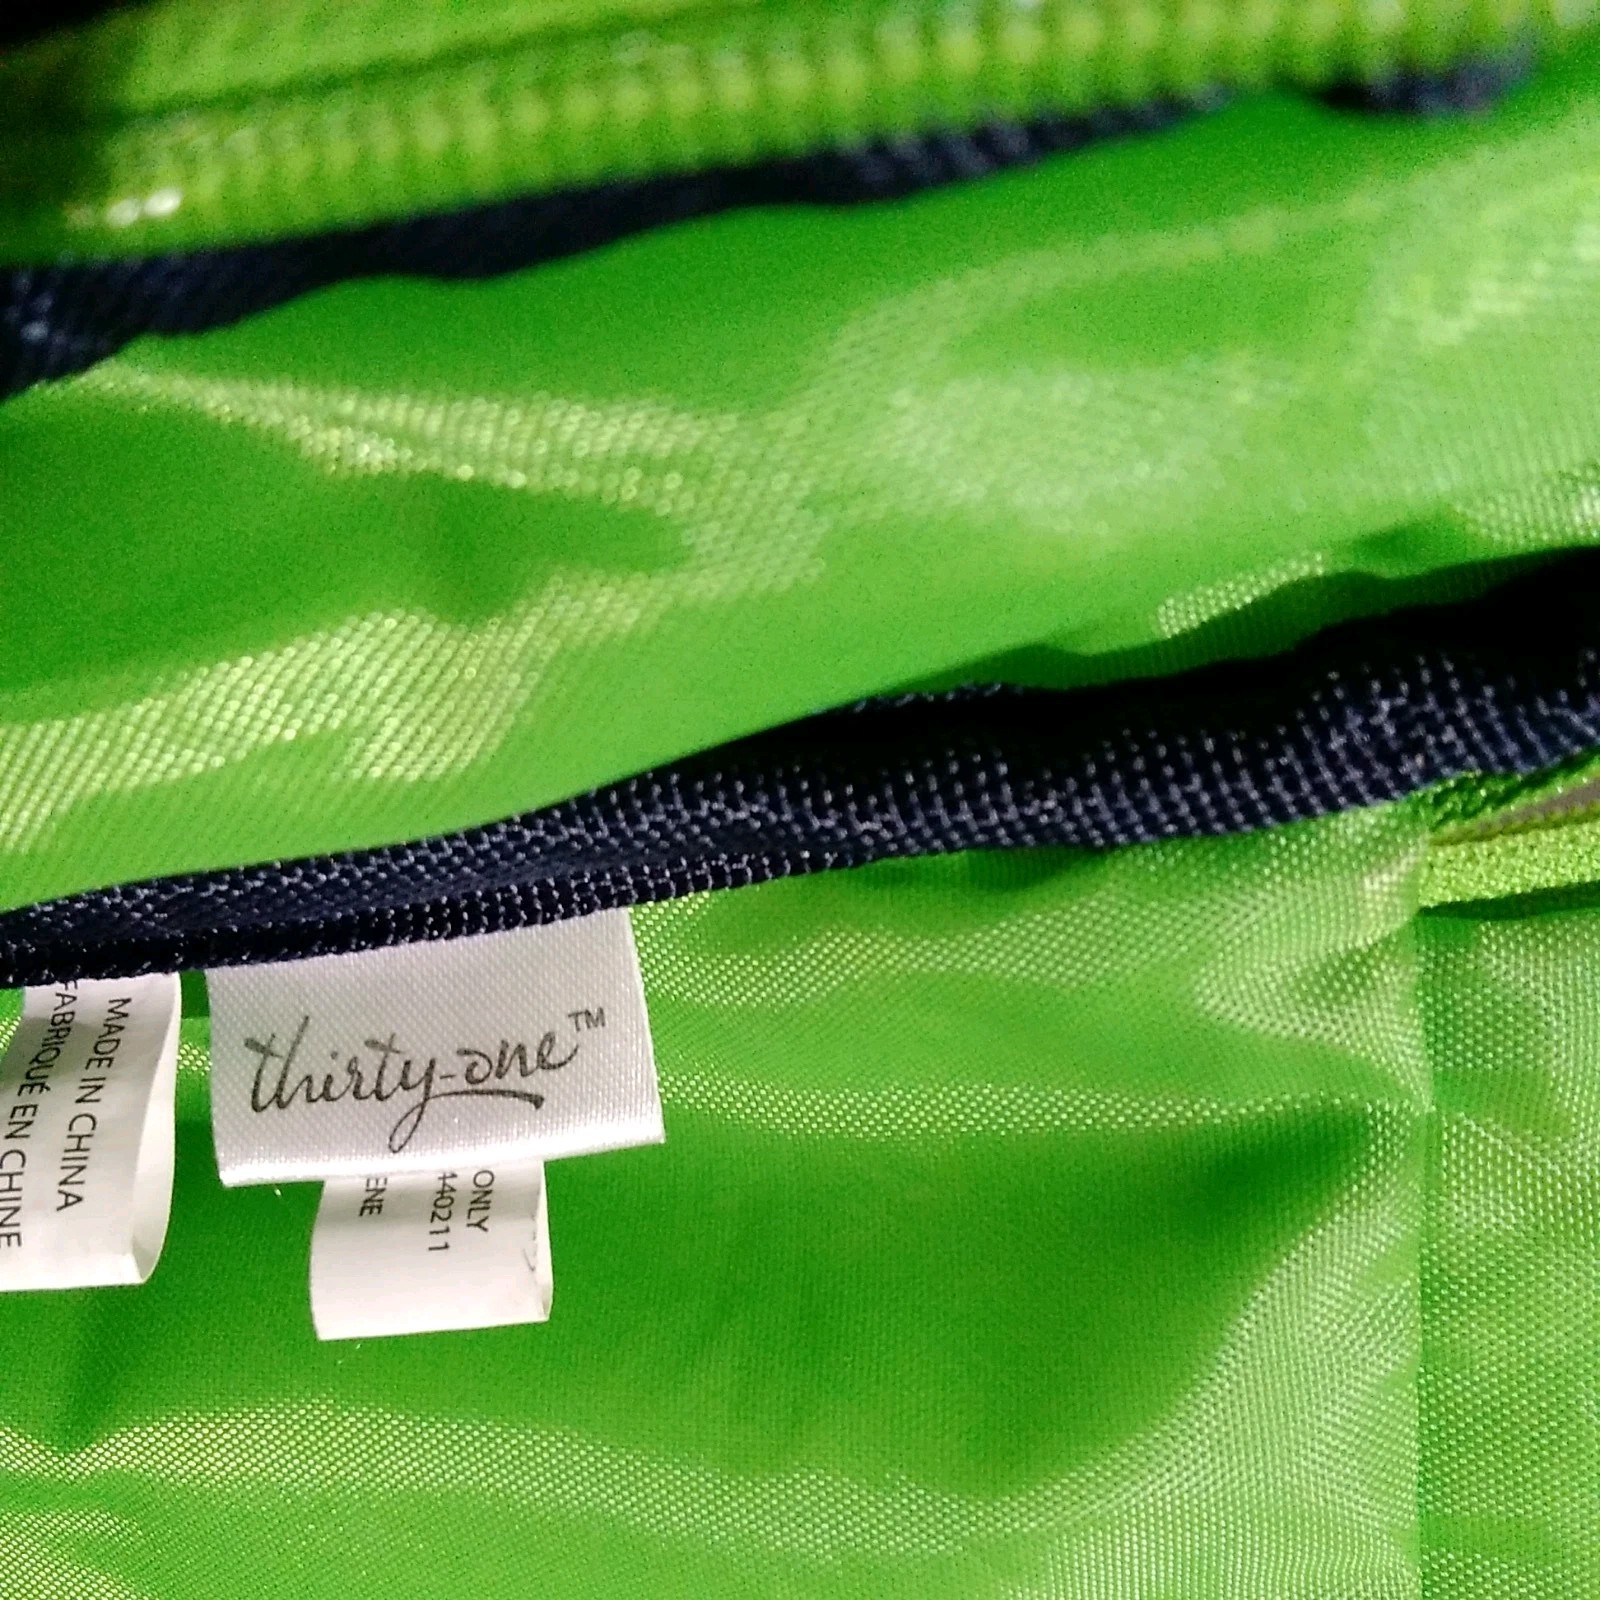 MADE IN CHINA
FABRIQUÉ EN CHINE
thirty-one™
ONLY
440211
ENE